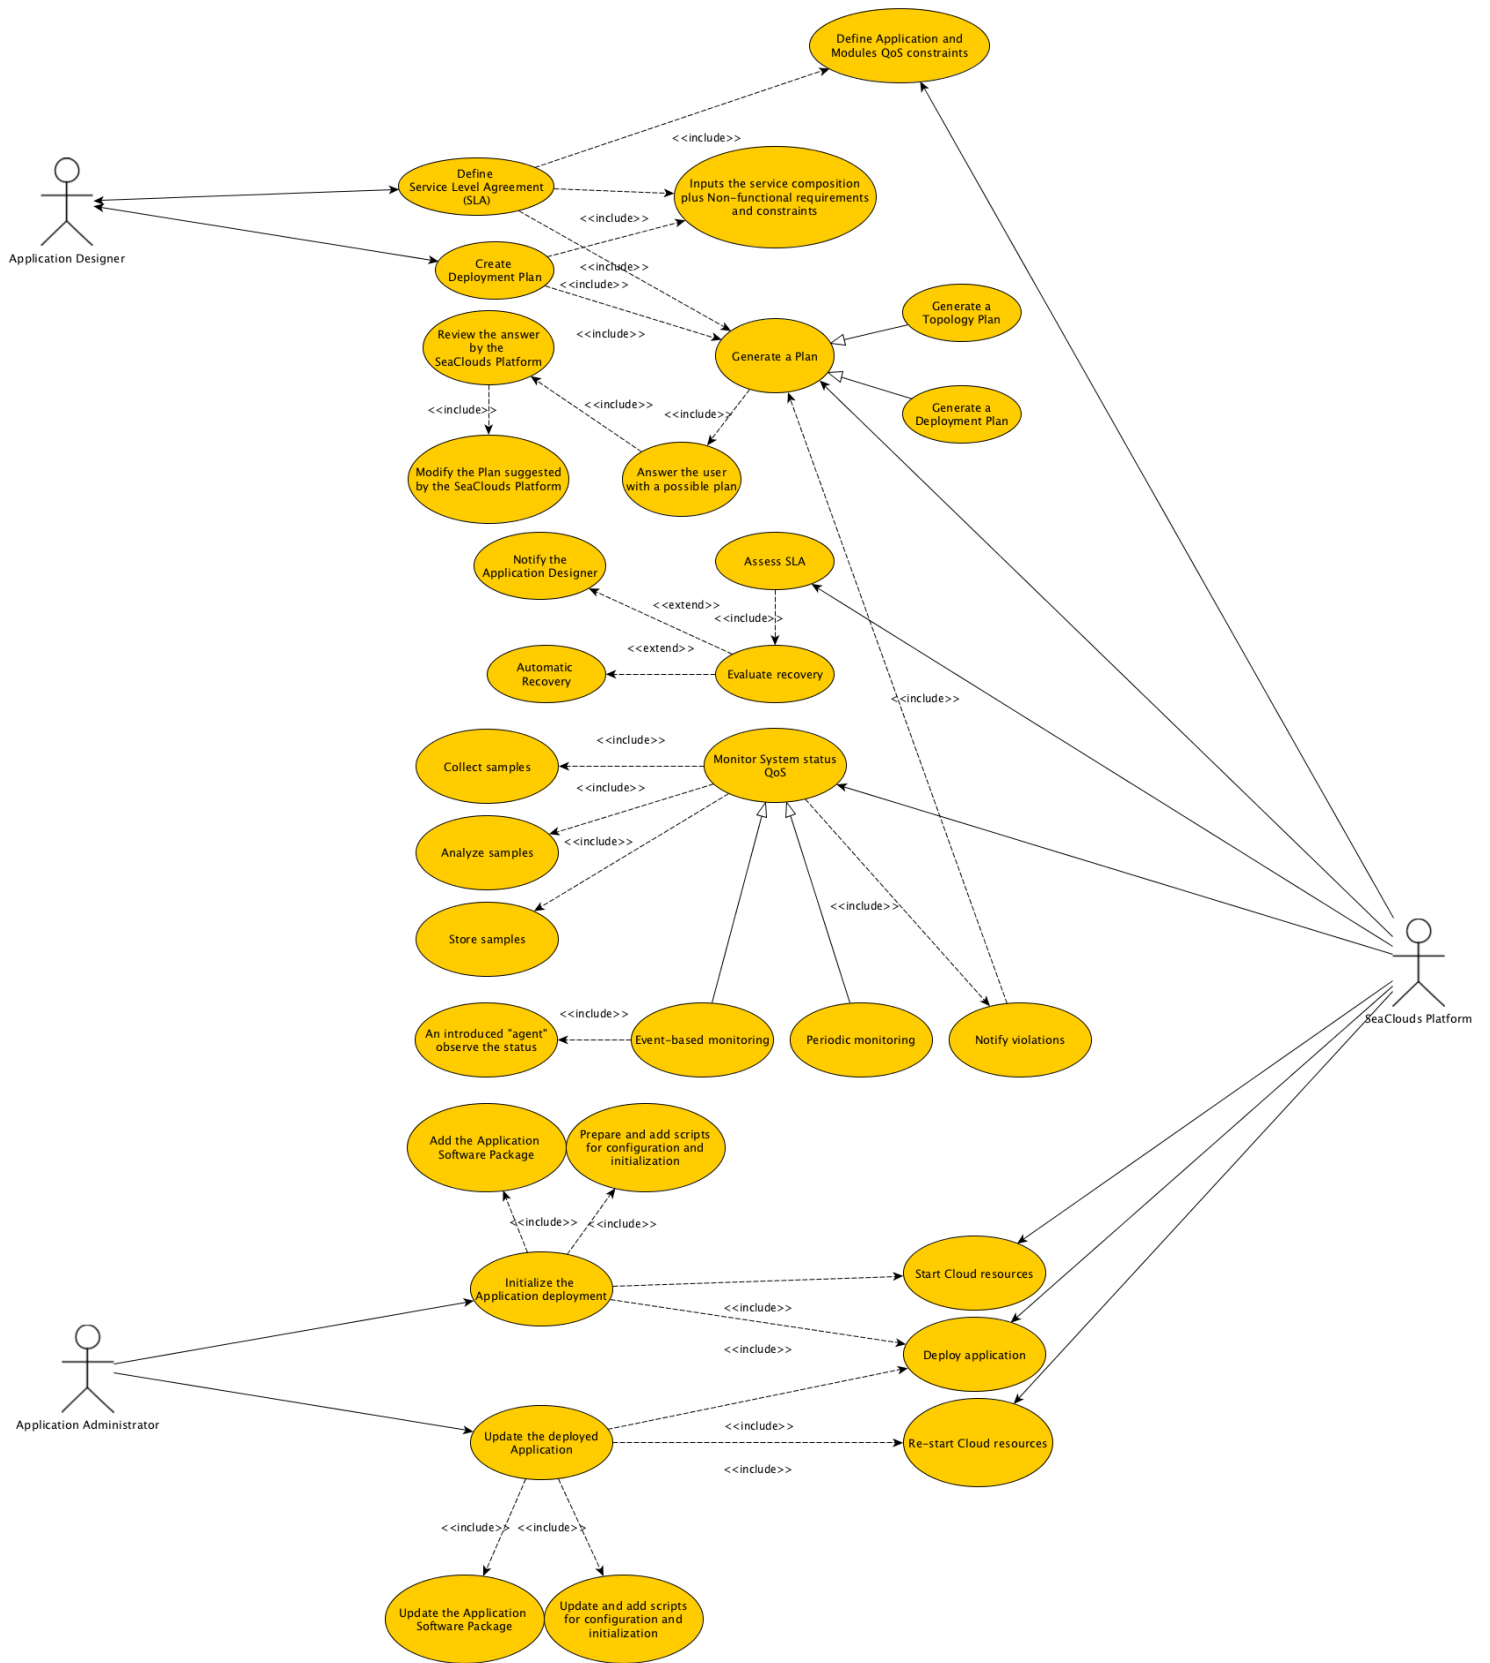 Define Application and
Modules QoS constraints
<<include>>
Define
Service Level Agreement
(SLA)
Inputs the service composition
plus Non-functional requirements
and constraints
<<include>>
Application Designer
Create
Deployment Plan
<<include>>
<<include>>
Generate a
Topology Plan
Review the answer
by the
SeaClouds Platform
<<include>>
Generate a Plan
<<include>>
<<include>>
<<include>>
Generate a
Deployment Plan
Modify the Plan suggested
by the SeaClouds Platform
Answer the user
with a possible plan
Notify the
Application Designer
Assess SLA
<<extend>>
<<include>>
<<extend>>
Automatic
Recovery
Evaluate recovery
<<include>>
<<include>>
Collect samples
Monitor System status
QoS
<<include>>
<<include>>
Analyze samples
<<include>>
Store samples
SeaClouds Platform
<<include>>
An introduced "agent"
observe the status
Event-based monitoring
Periodic monitoring
Notify violations
Add the Application
Software Package
Prepare and add scripts
for configuration and
initialization
<<include>>
<<include>>
Initialize the
Application deployment
Start Cloud resources
<<include>>
<<include>>
Deploy application
Application Administrator
Update the deployed
Application
<<include>>
Re-start Cloud resources
<<include>>
<<include>>
<<include>>
Update the Application
Software Package
Update and add scripts
for configuration and
initialization